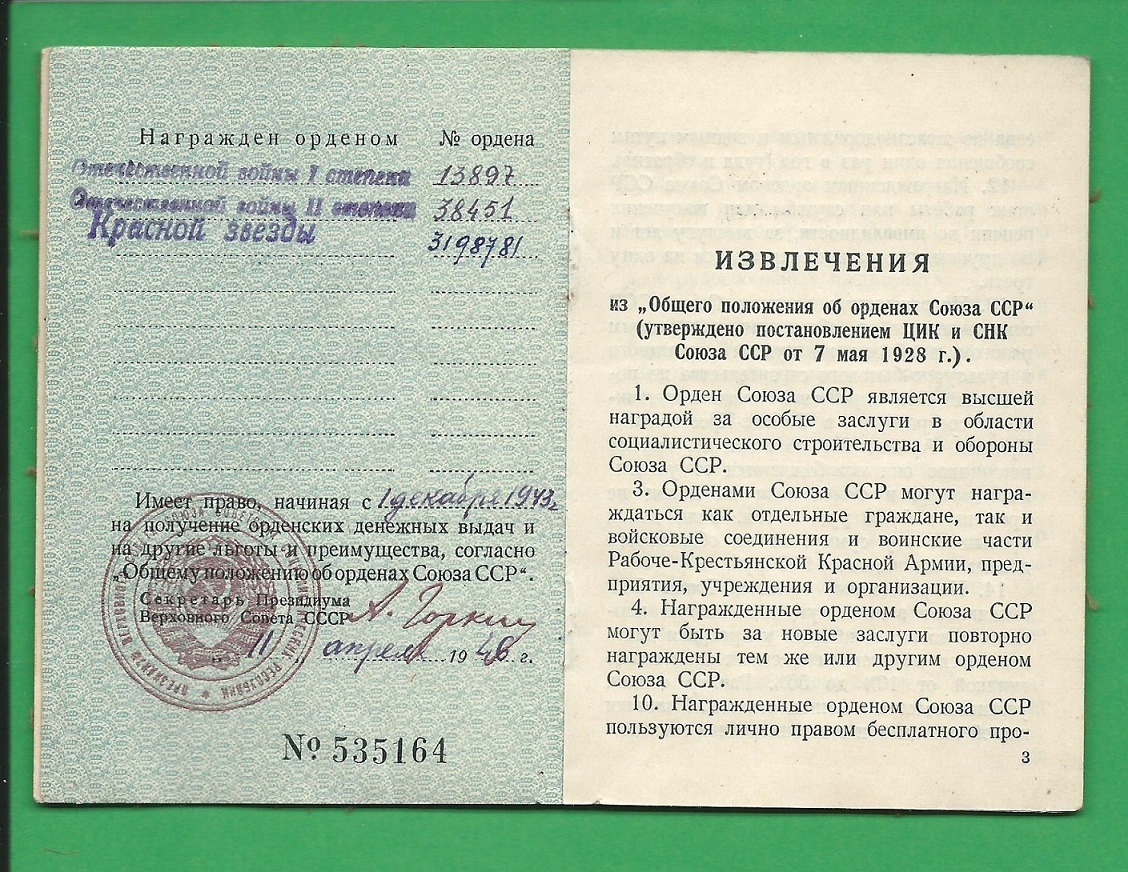 Награжден орденом № ордена
Отечественной войны I степени 13897
Отечественной войны II степени 38451
Красной звезды 3198781
Имеет право, начиная с 1 декабря 1943 г.
на получение орденских денежных выдач и
на другие льготы и преимущества, согласно
„Общему положению об орденах Союза ССР“.
Секретарь Президиума
Верховного Совета СССР А. Горкин
11 апреля 1946 г.
№ 535164
ИЗВЛЕЧЕНИЯ
из „Общего положения об орденах Союза ССР“
(утверждено постановлением ЦИК и СНК
Союза ССР от 7 мая 1928 г.).
1. Орден Союза ССР является высшей
наградой за особые заслуги в области
социалистического строительства и обороны
Союза ССР.
3. Орденами Союза ССР могут награ-
ждаться как отдельные граждане, так и
войсковые соединения и воинские части
Рабоче-Крестьянской Красной Армии, пред-
приятия, учреждения и организации.
4. Награжденные орденом Союза ССР
могут быть за новые заслуги повторно
награждены тем же или другим орденом
Союза ССР.
10. Награжденные орденом Союза ССР
пользуются лично правом бесплатного про-
3